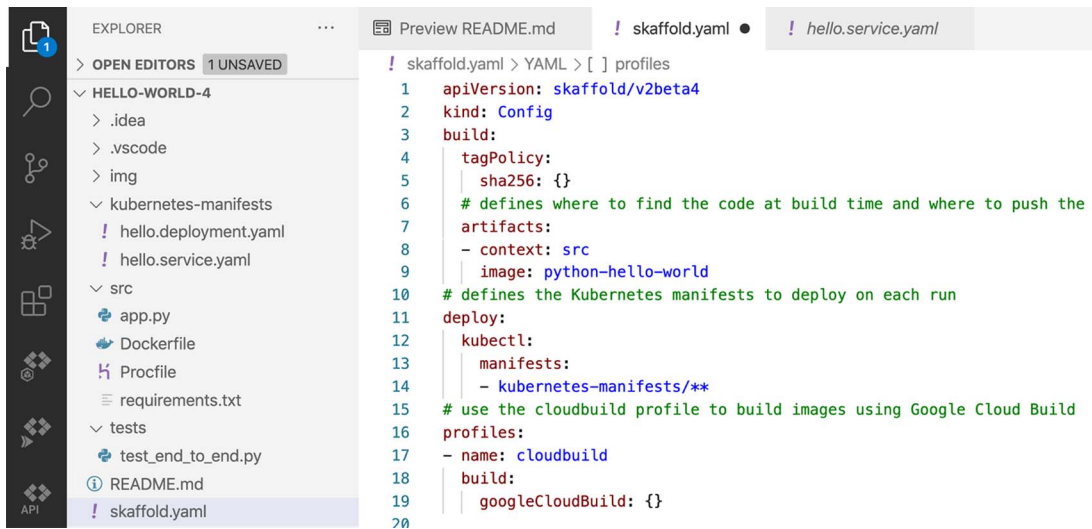 EXPLORER ...
OPEN EDITORS 1 UNSAVED
HELLO-WORLD-4
.idea
.vscode
img
kubernetes-manifests
! hello.deployment.yaml
! hello.service.yaml
src
app.py
Dockerfile
Procfile
requirements.txt
tests
test_end_to_end.py
README.md
! skaffold.yaml
1
API
Preview README.md
! skaffold.yaml ●
! hello.service.yaml
! skaffold.yaml > YAML > [ ] profiles
1 apiVersion: skaffold/v2beta4
2 kind: Config
3 build:
4   tagPolicy:
5     sha256: {}
6   # defines where to find the code at build time and where to push the
7   artifacts:
8   - context: src
9     image: python-hello-world
10 # defines the Kubernetes manifests to deploy on each run
11 deploy:
12   kubectl:
13     manifests:
14     - kubernetes-manifests/**
15 # use the cloudbuild profile to build images using Google Cloud Build
16 profiles:
17 - name: cloudbuild
18   build:
19     googleCloudBuild: {}
20